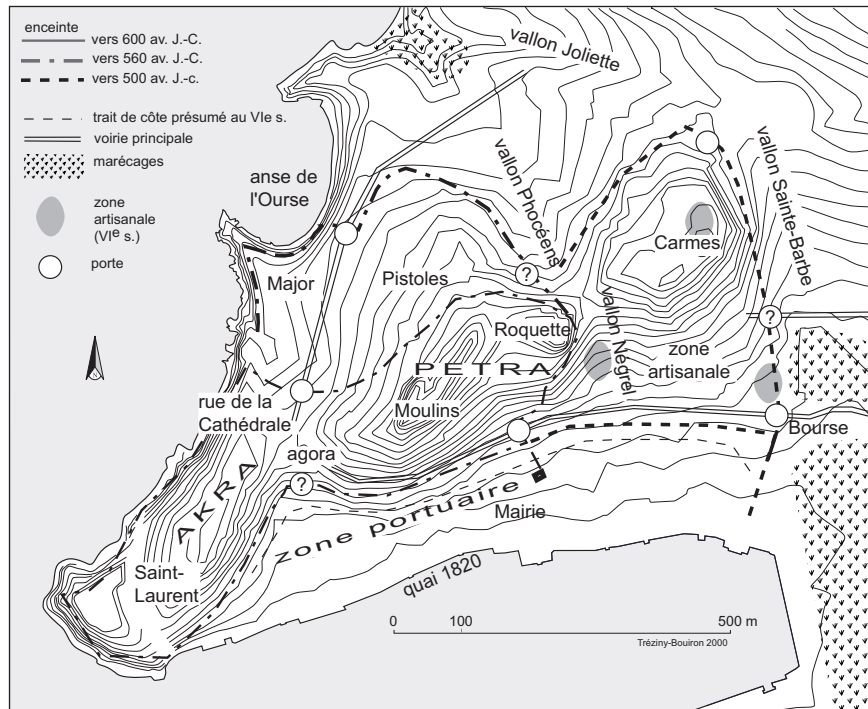 enceinte
vers 600 av. J.-C.
vers 560 av. J.-C.
vers 500 av. J.-c.
trait de côte présumé au VIe s.
voirie principale
marécages
zone
artisanale
(VIe s.)
porte
N
vallon Joliette
anse de
l'Ourse
vallon Phocéens
vallon Sainte-Barbe
Carmes
Major
Pistoles
?
?
Roquette
vallon Négrel
PETRA
zone
artisanale
rue de la
Cathédrale
Moulins
Bourse
agora
?
AKRA
zone portuaire
Mairie
Saint-
Laurent
quai 1820
0 100 500 m
Tréziny-Bouiron 2000